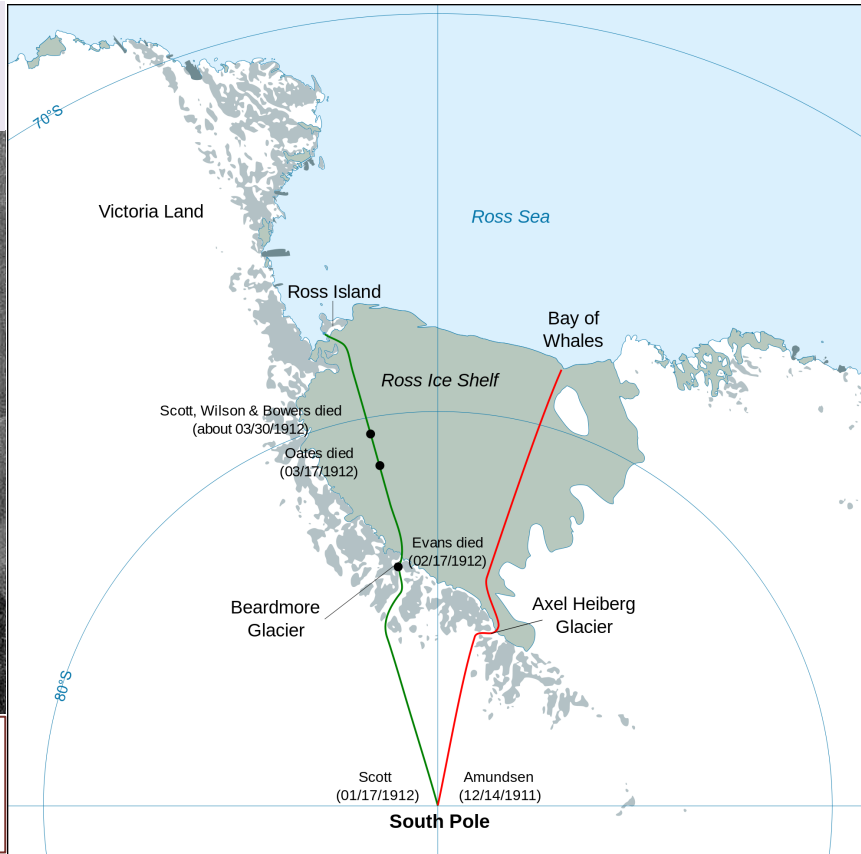 70°S
Victoria Land
Ross Sea
Ross Island
Bay of
Whales
Ross Ice Shelf
Scott, Wilson & Bowers died
(about 03/30/1912)
Oates died
(03/17/1912)
Evans died
(02/17/1912)
Beardmore
Glacier
Axel Heiberg
Glacier
80°S
Scott
(01/17/1912)
Amundsen
(12/14/1911)
South Pole